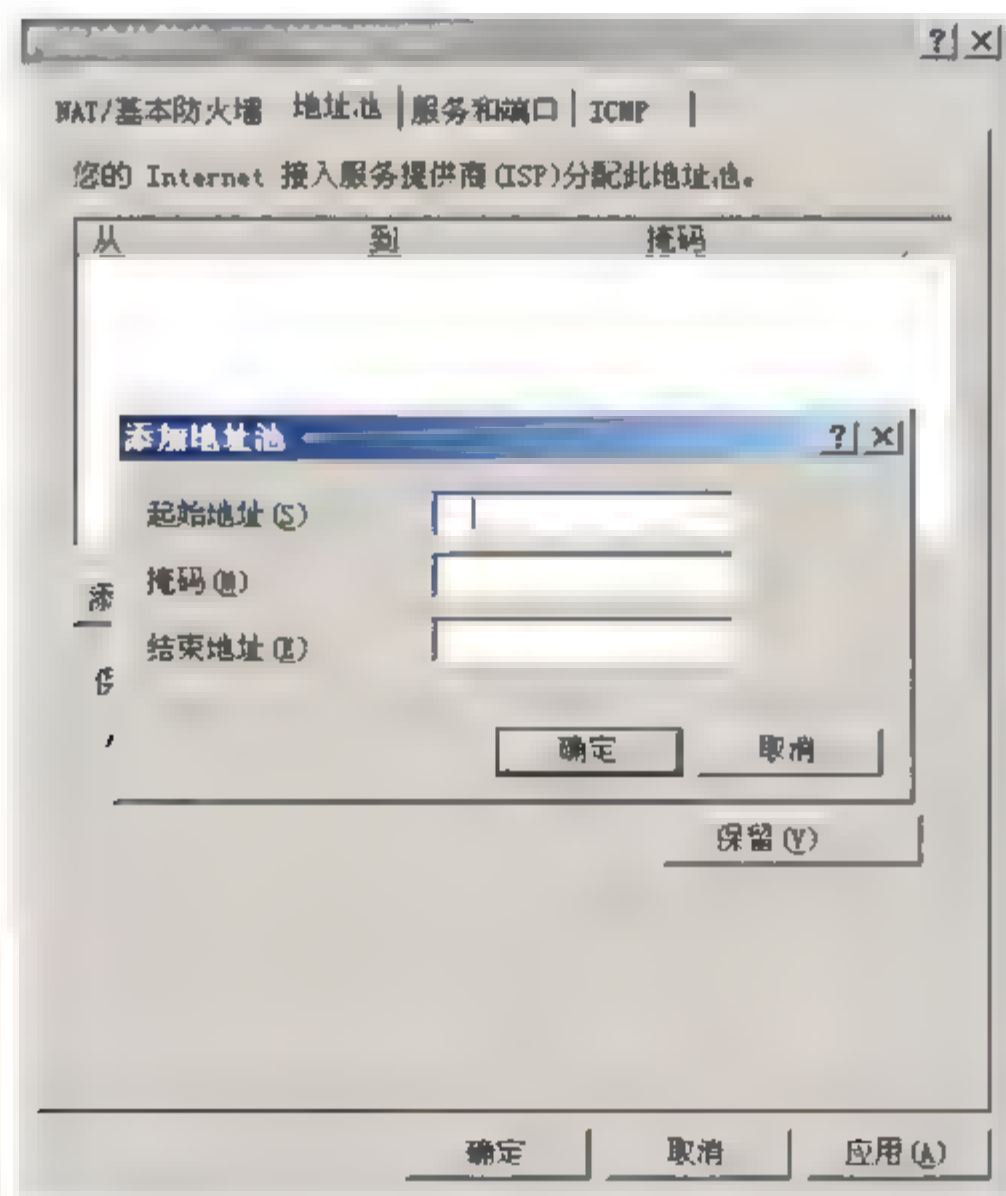 NAT/基本防火墙 地址池 服务和端口 ICMP
您的 Internet 接入服务提供商(ISP)分配此地址池。
从 到 掩码
添加地址池
起始地址(S)
掩码(M)
添
结束地址(E)
确定 取消
保留(V)
确定 取消 应用(A)